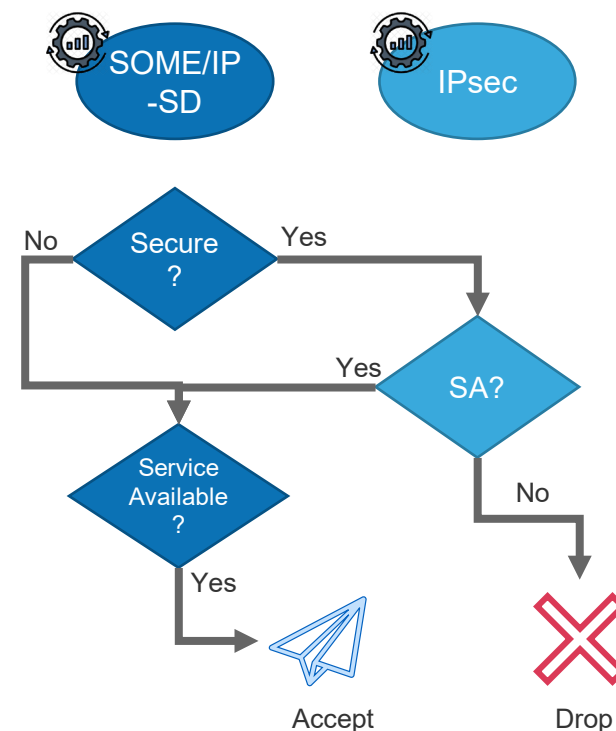 SOME/IP
-SD
IPsec
No
Secure
?
Yes
Yes
SA?
Service
Available
?
No
Yes
Accept
Drop